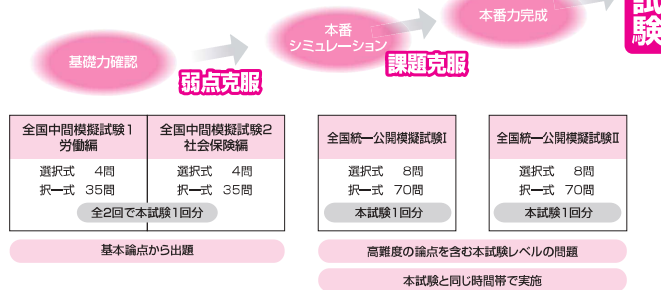 試験
本番力完成
本番
シミュレーション
課題克服
基礎力確認
弱点克服
全国中間模擬試験1
労働編
選択式 4問
択一式 35問
全国中間模擬試験2
社会保険編
選択式 4問
択一式 35問
全2回で本試験1回分
基本論点から出題
全国統一公開模擬試験Ⅰ
選択式 8問
択一式 70問
本試験1回分
全国統一公開模擬試験Ⅱ
選択式 8問
択一式 70問
本試験1回分
高難度の論点を含む本試験レベルの問題
本試験と同じ時間帯で実施